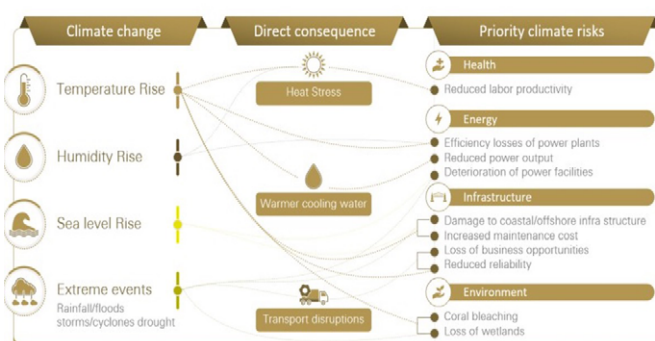 Climate change
Direct consequence
Priority climate risks
Temperature Rise
Humidity Rise
Sea level Rise
Extreme events
Rainfall/floods
storms/cyclones drought
Heat Stress
Warmer cooling water
Transport disruptions
Health
Reduced labor productivity
Energy
Efficiency losses of power plants
Reduced power output
Deterioration of power facilities
Infrastructure
Damage to coastal/offshore infra structure
Increased maintenance cost
Loss of business opportunities
Reduced reliability
Environment
Coral bleaching
Loss of wetlands